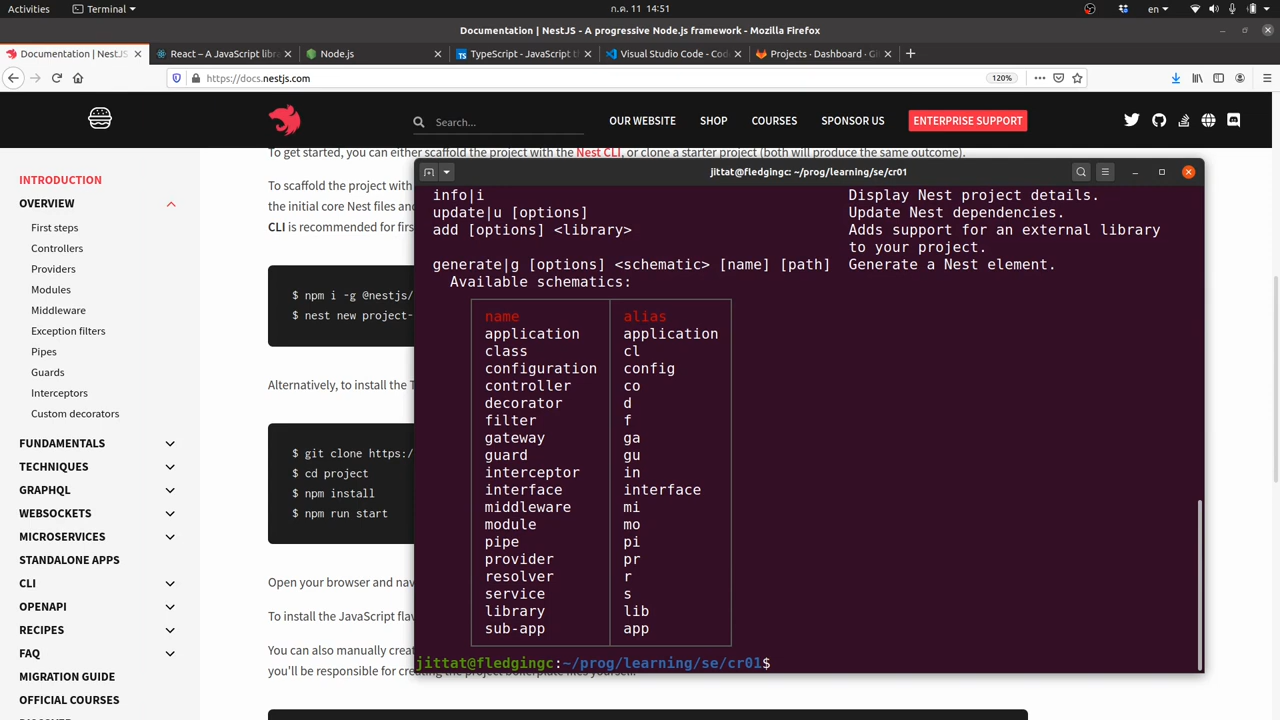 Activities
Terminal
ก.ค. 11 14:51
en
Documentation | NestJS - A progressive Node.js framework - Mozilla Firefox
Documentation | NestJS
React – A JavaScript libr
Node.js
TypeScript - JavaScript th
Visual Studio Code - Cod
Projects · Dashboard · Gi
https://docs.nestjs.com
120%
Search...
OUR WEBSITE
SHOP
COURSES
SPONSOR US
ENTERPRISE SUPPORT
INTRODUCTION
OVERVIEW
First steps
Controllers
Providers
Modules
Middleware
Exception filters
Pipes
Guards
Interceptors
Custom decorators
FUNDAMENTALS
TECHNIQUES
GRAPHQL
WEBSOCKETS
MICROSERVICES
STANDALONE APPS
CLI
OPENAPI
RECIPES
FAQ
MIGRATION GUIDE
OFFICIAL COURSES
To get started, you can either scaffold the project with the Nest CLI, or clone a starter project (both will produce the same outcome).
To scaffold the project with
the initial core Nest files and
CLI is recommended for firs
$ npm i -g @nestjs/
$ nest new project-
Alternatively, to install the T
$ git clone https:/
$ cd project
$ npm install
$ npm run start
Open your browser and nav
To install the JavaScript flav
You can also manually creat
you'll be responsible for creating the project boilerplate files yourself.
jittat@fledgingc: ~/prog/learning/se/cr01
info|i Display Nest project details.
update|u [options] Update Nest dependencies.
add [options] <library> Adds support for an external library
to your project.
generate|g [options] <schematic> [name] [path] Generate a Nest element.
Available schematics:
name alias
application application
class cl
configuration config
controller co
decorator d
filter f
gateway ga
guard gu
interceptor in
interface interface
middleware mi
module mo
pipe pi
provider pr
resolver r
service s
library lib
sub-app app
jittat@fledgingc:~/prog/learning/se/cr01$